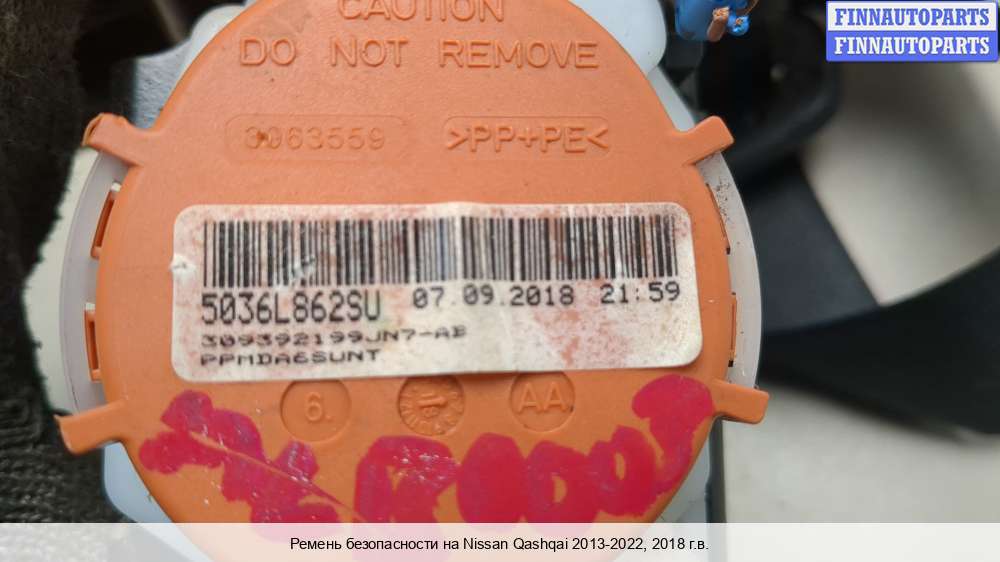 CAUTION
DO NOT REMOVE
3063559
>PP+PE<
5036L862SU 07.09.2018 21:59
309392199JN7-AB
PPMDA6SUNT
6.
AA
FINNAUTOPARTS
FINNAUTOPARTS
Ремень безопасности на Nissan Qashqai 2013-2022, 2018 г.в.